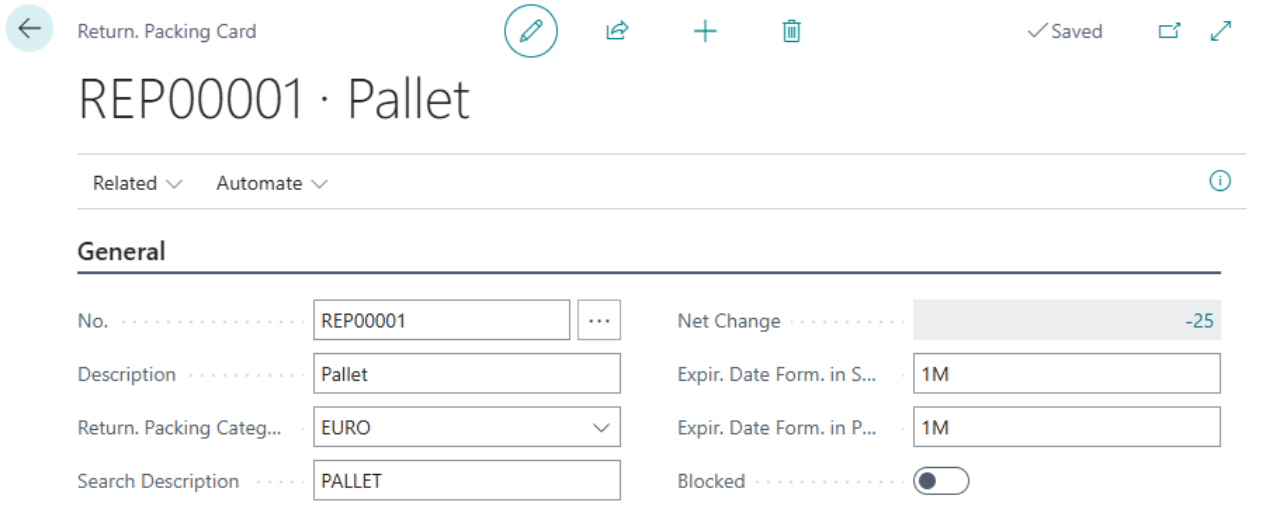 Return. Packing Card
Saved
REP00001 · Pallet
Related
Automate
General
No.
REP00001
Net Change
-25
Description
Pallet
Expir. Date Form. in S...
1M
Return. Packing Categ...
EURO
Expir. Date Form. in P...
1M
Search Description
PALLET
Blocked